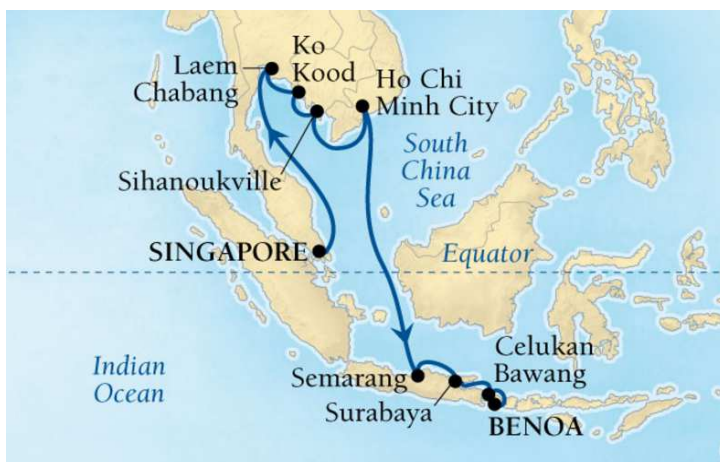 Ko
Kood
Laem
Chabang
Ho Chi
Minh City
South
China
Sea
Sihanoukville
SINGAPORE
Equator
Indian
Ocean
Semarang
Surabaya
Celukan
Bawang
BENOA